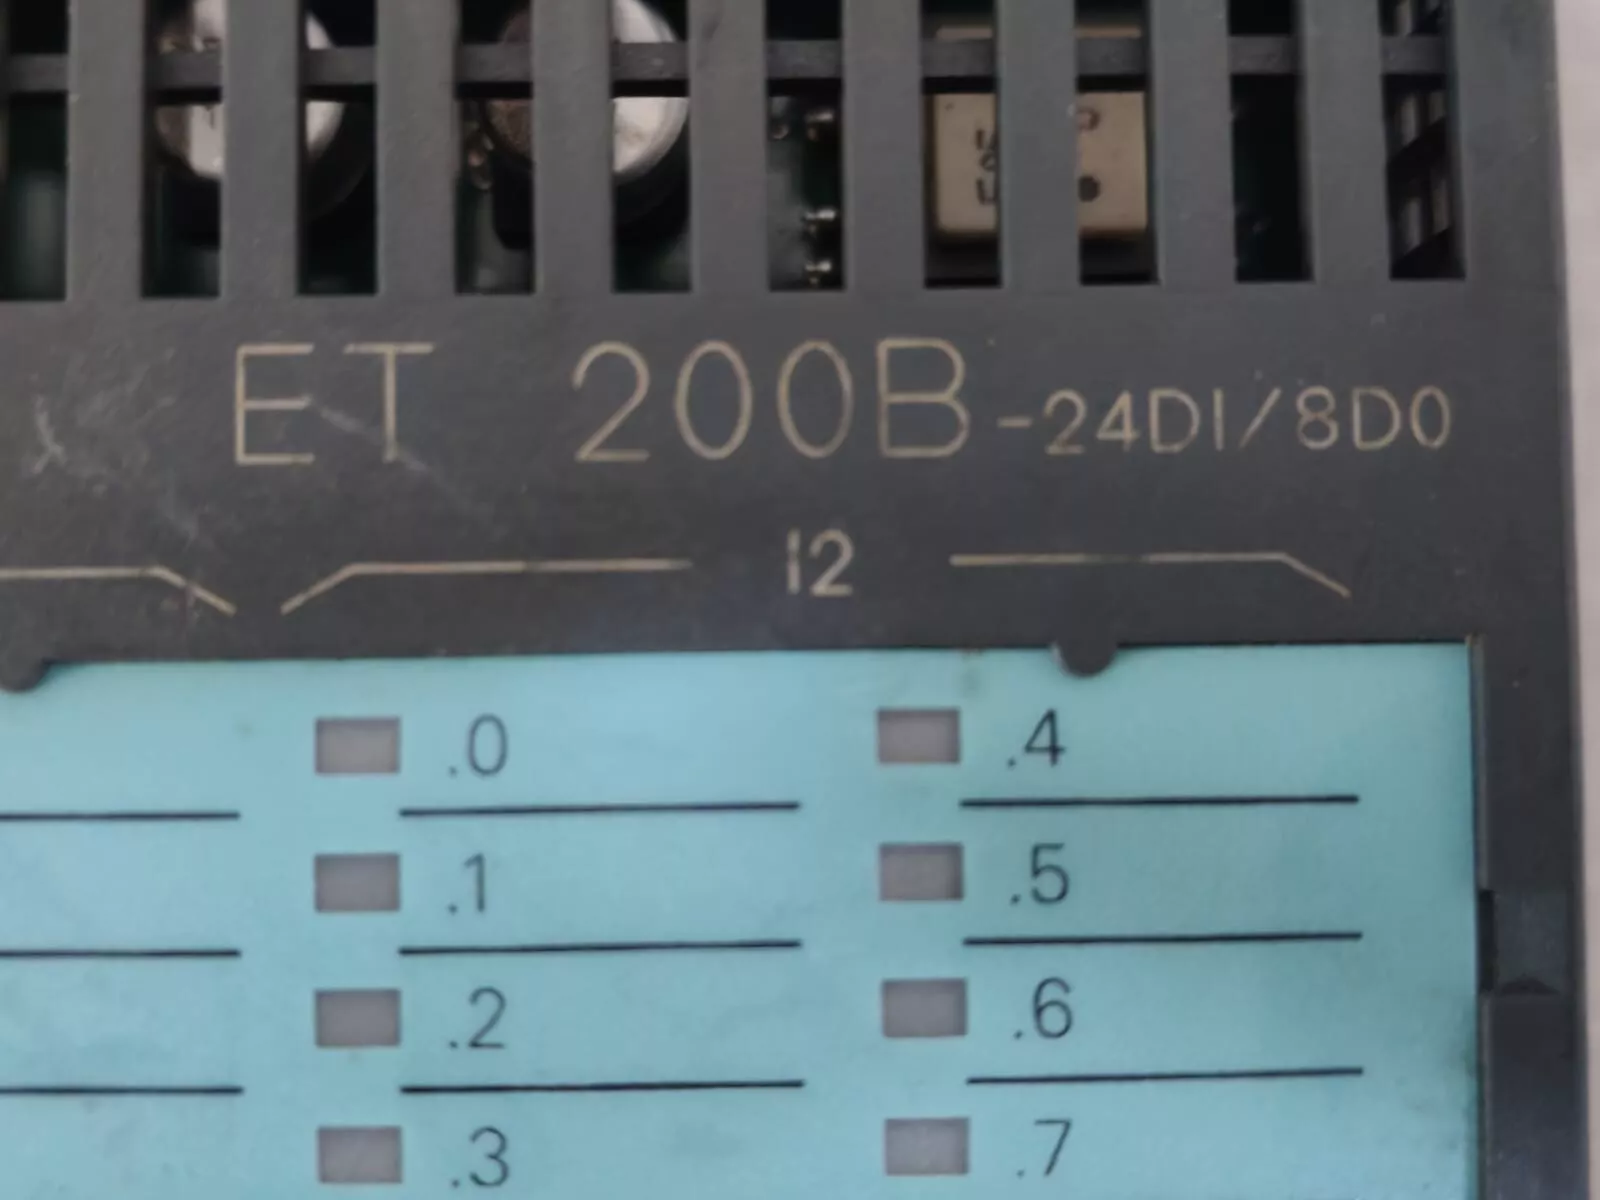 ET 200B-24DI/8DO
I2
.0 .4
.1 .5
.2 .6
.3 .7